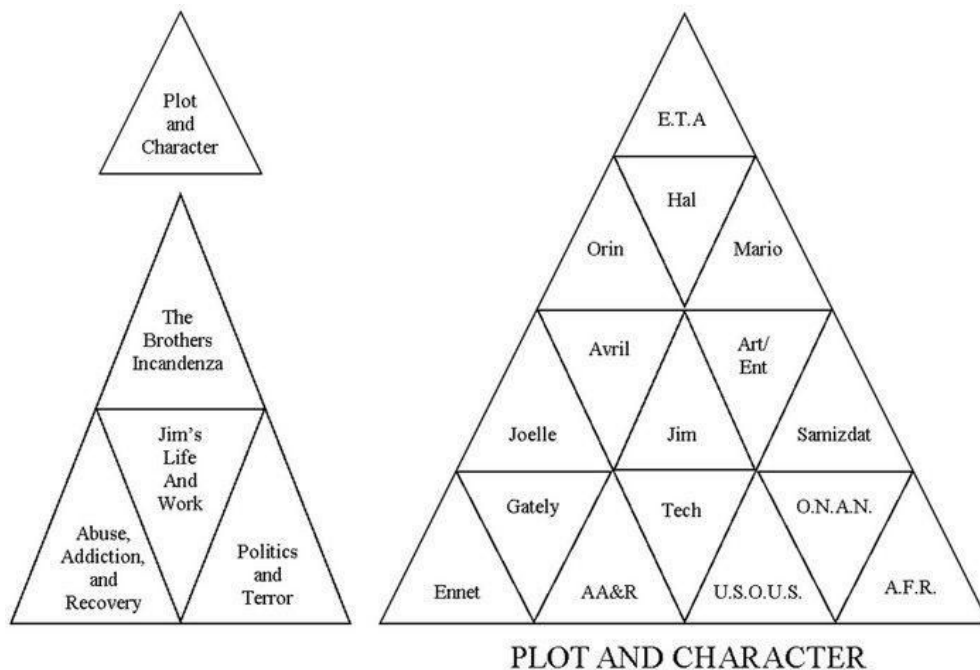 Plot
and
Character
The
Brothers
Incandenza
Jim's
Life
And
Work
Abuse,
Addiction,
and
Recovery
Politics
and
Terror
E.T.A
Hal
Orin
Mario
Avril
Art/
Ent
Joelle
Jim
Samizdat
Gately
Tech
O.N.A.N.
Ennet
AA&R
U.S.O.U.S.
A.F.R.
PLOT AND CHARACTER